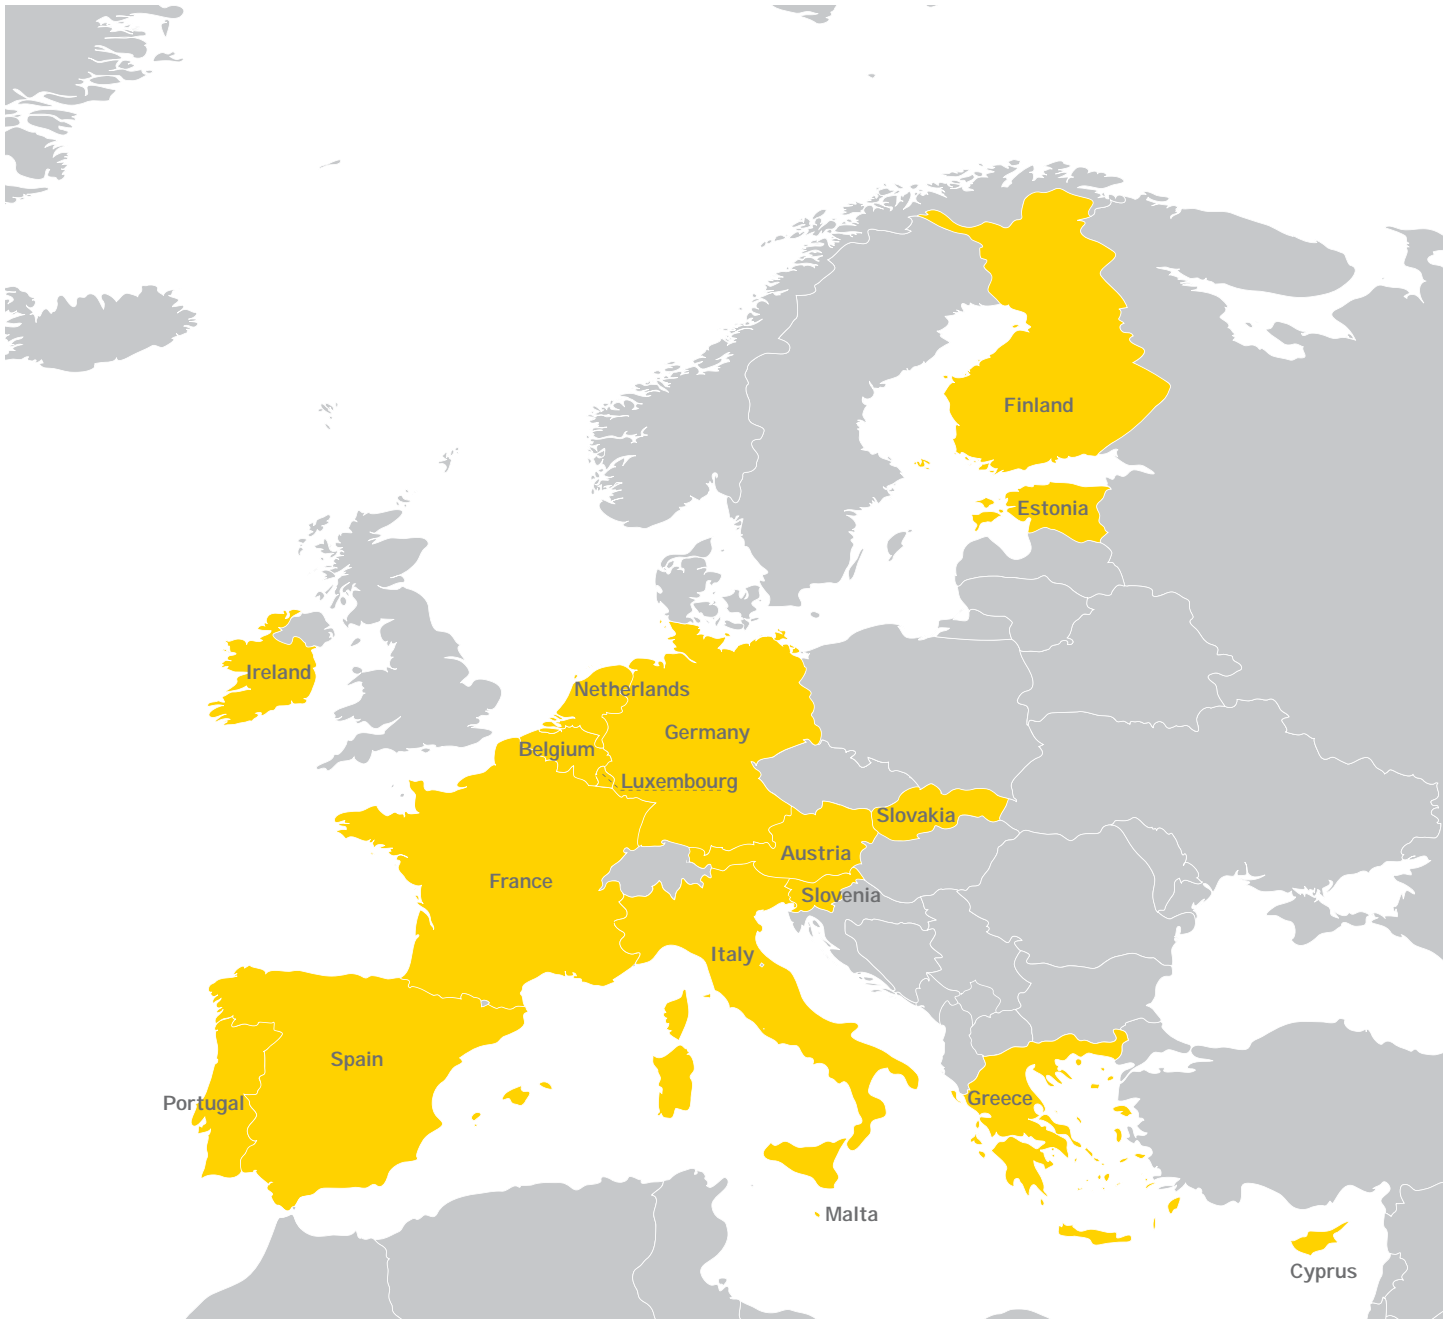 Finland
Estonia
Ireland
Netherlands
Germany
Belgium
Luxembourg
Slovakia
Austria
France
Slovenia
Italy
Spain
Portugal
Greece
Malta
Cyprus